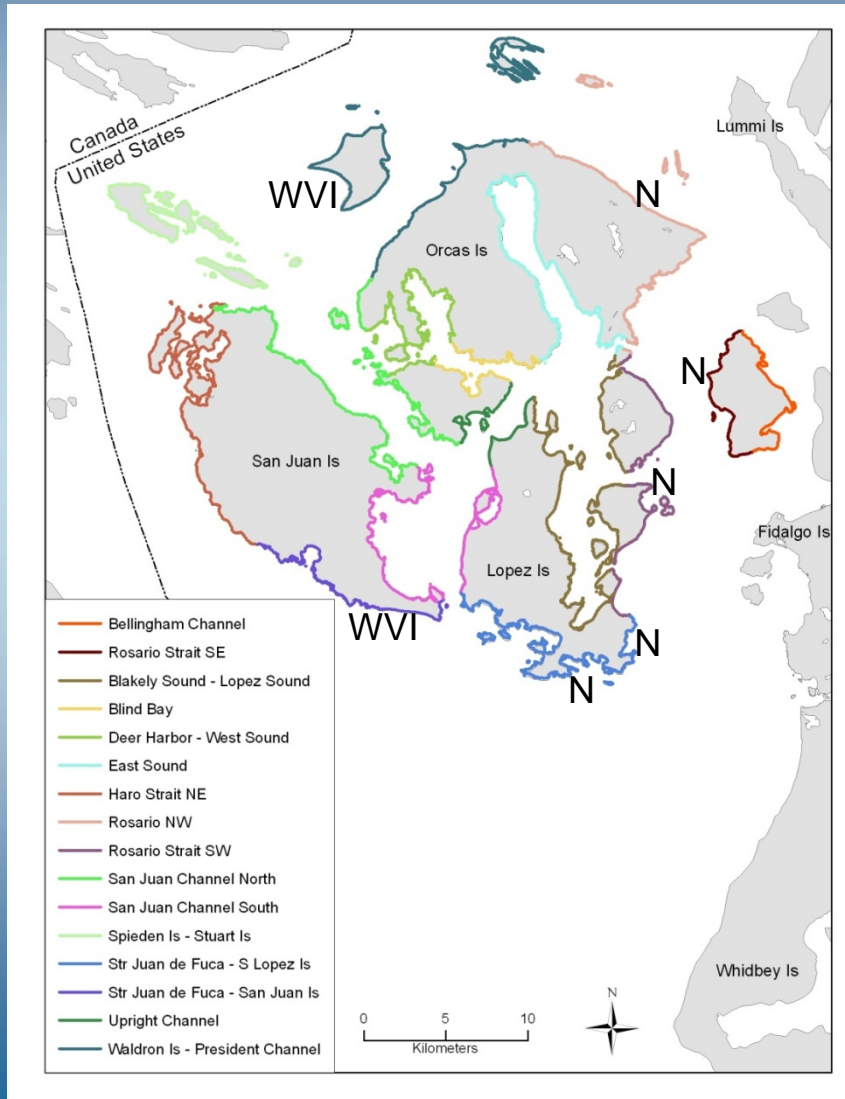 Canada
United States
Lummi Is
WVI
N
Orcas Is
N
San Juan Is
N
Fidalgo Is
Lopez Is
WVI
N
N
Bellingham Channel
Rosario Strait SE
Blakely Sound - Lopez Sound
Blind Bay
Deer Harbor - West Sound
East Sound
Haro Strait NE
Rosario NW
Rosario Strait SW
San Juan Channel North
San Juan Channel South
Spieden Is - Stuart Is
Str Juan de Fuca - S Lopez Is
Str Juan de Fuca - San Juan Is
Upright Channel
Waldron Is - President Channel
Whidbey Is
N
0 5 10
Kilometers